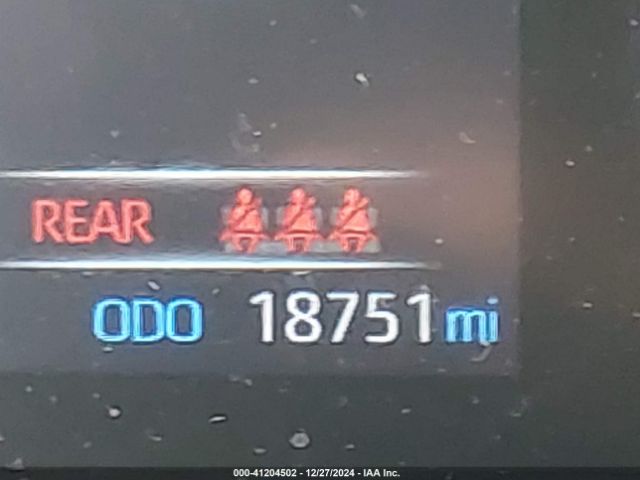 REAR
ODO 18751 mi
000-41204502 - 12/27/2024 - IAA Inc.